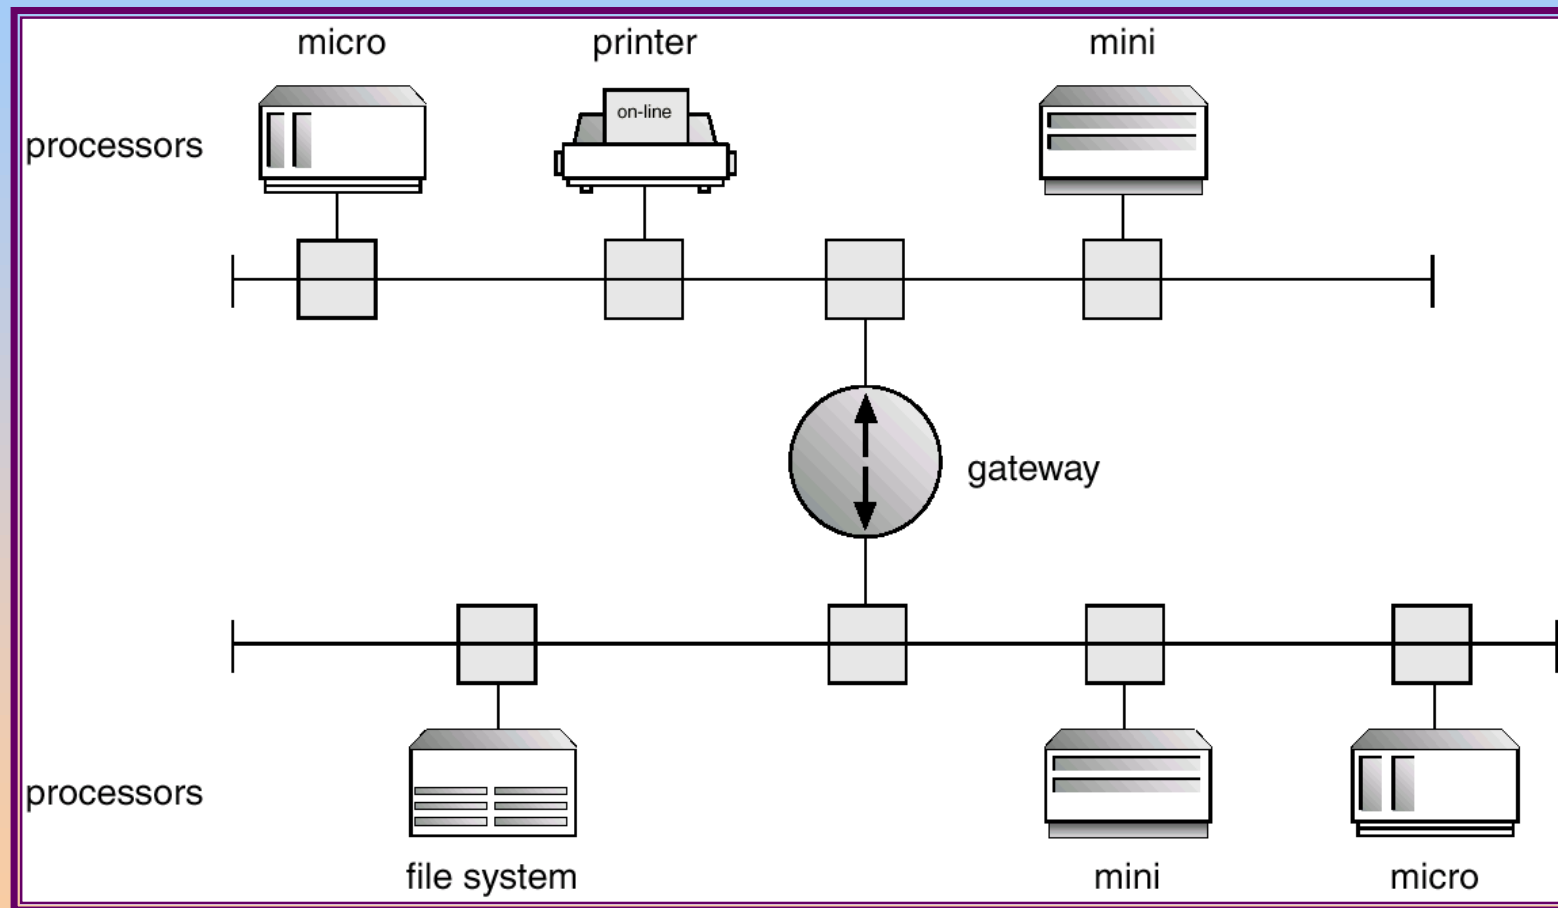 micro
printer
mini
processors
on-line
gateway
processors
file system
mini
micro